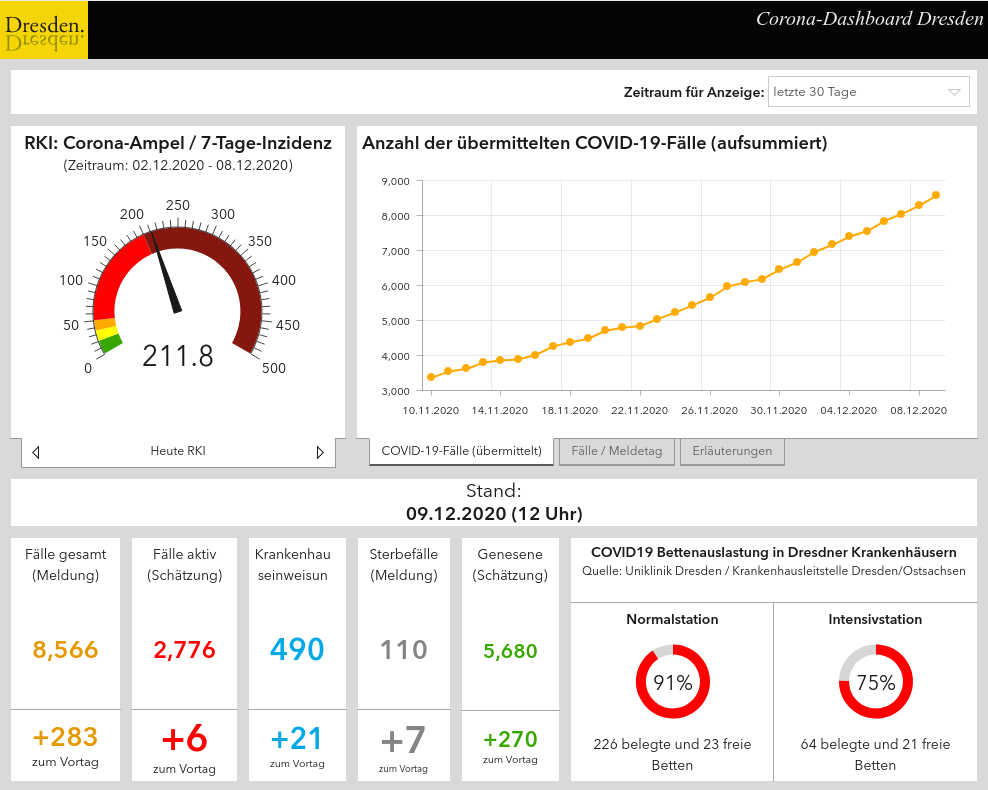 Dresden.
Corona-Dashboard Dresden
Zeitraum für Anzeige: letzte 30 Tage
RKI: Corona-Ampel / 7-Tage-Inzidenz
(Zeitraum: 02.12.2020 - 08.12.2020)
0
50
100
150
200
250
300
350
400
450
500
211.8
Heute RKI
Anzahl der übermittelten COVID-19-Fälle (aufsummiert)
9,000
8,000
7,000
6,000
5,000
4,000
3,000
10.11.2020 14.11.2020 18.11.2020 22.11.2020 26.11.2020 30.11.2020 04.12.2020 08.12.2020
COVID-19-Fälle (übermittelt) Fälle / Meldetag Erläuterungen
Stand:
09.12.2020 (12 Uhr)
Fälle gesamt
(Meldung)
8,566
+283
zum Vortag
Fälle aktiv
(Schätzung)
2,776
+6
zum Vortag
Krankenhau
seinweisun
490
+21
zum Vortag
Sterbefälle
(Meldung)
110
+7
zum Vortag
Genesene
(Schätzung)
5,680
+270
zum Vortag
COVID19 Bettenauslastung in Dresdner Krankenhäusern
Quelle: Uniklinik Dresden / Krankenhausleitstelle Dresden/Ostsachsen
Normalstation
91%
226 belegte und 23 freie
Betten
Intensivstation
75%
64 belegte und 21 freie
Betten